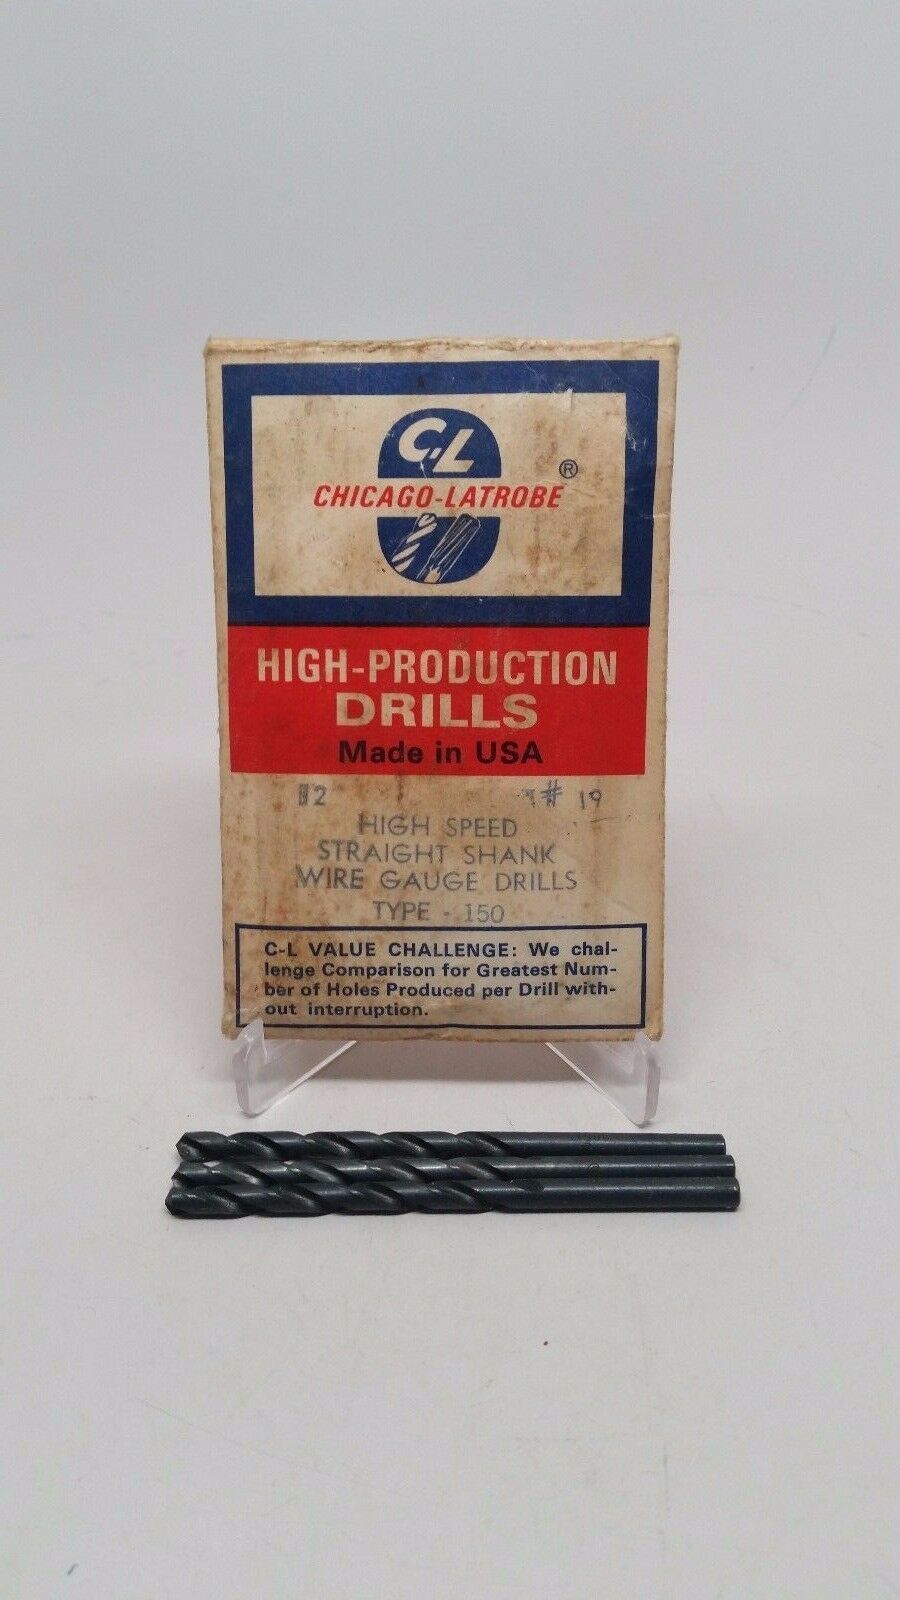 C-L
CHICAGO-LATROBE ®
HIGH-PRODUCTION
DRILLS
Made in USA
12 # 19
HIGH SPEED
STRAIGHT SHANK
WIRE GAUGE DRILLS
TYPE - 150
C-L VALUE CHALLENGE: We chal-
lenge Comparison for Greatest Num-
ber of Holes Produced per Drill with-
out interruption.